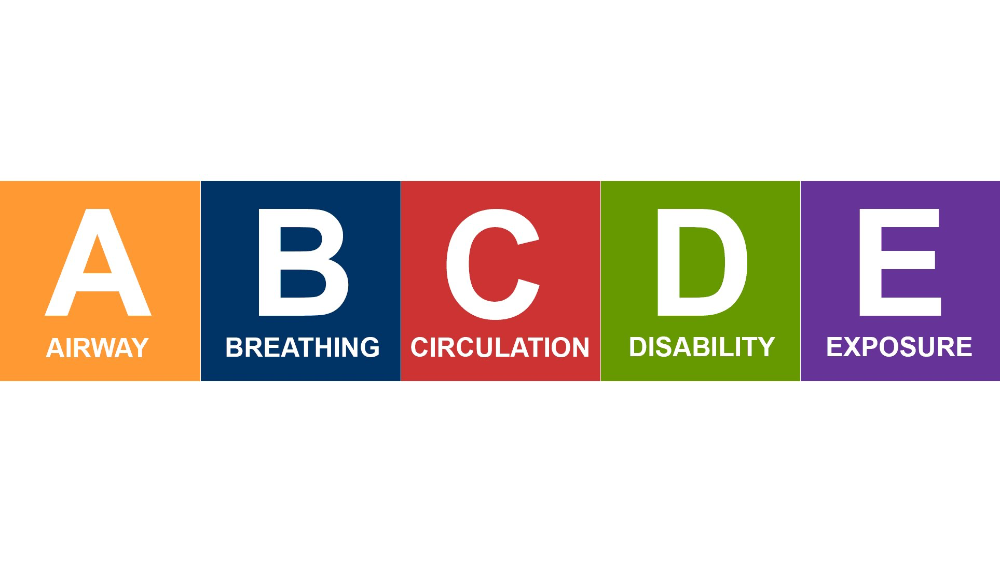 A B C D E
AIRWAY BREATHING CIRCULATION DISABILITY EXPOSURE